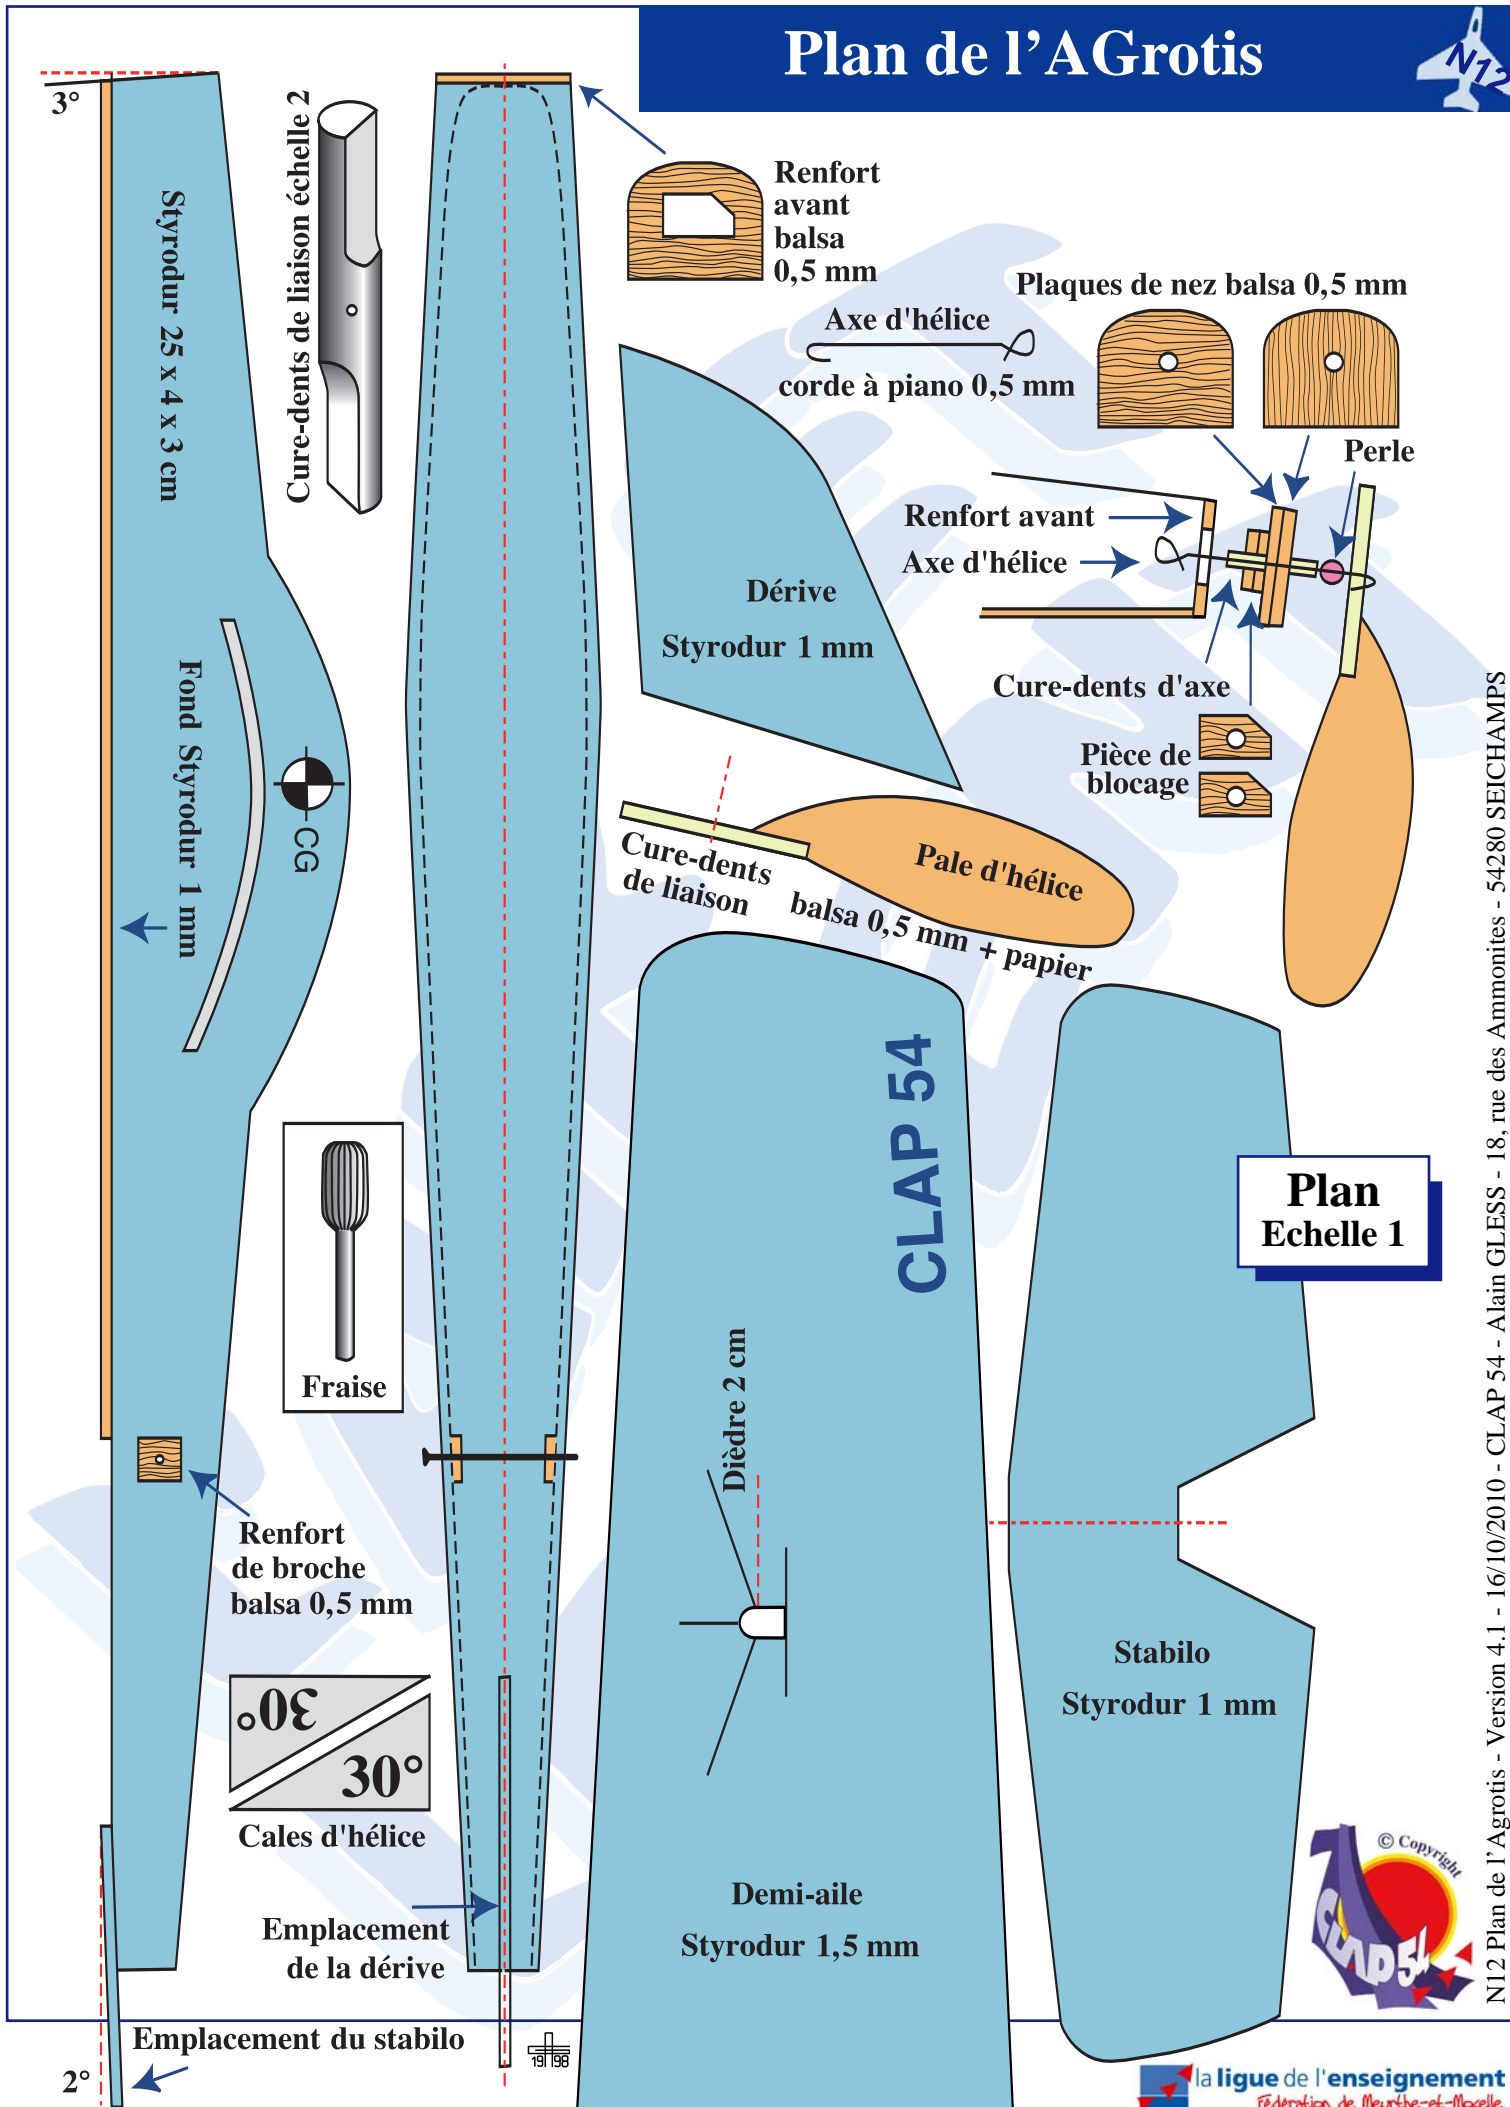 Plan de l'AGrotis
N12
3°
Cure-dents de liaison échelle 2
Styrodur 25 x 4 x 3 cm
Renfort
avant
balsa
0,5 mm
Plaques de nez balsa 0,5 mm
Axe d'hélice
corde à piano 0,5 mm
Perle
Renfort avant
Axe d'hélice
Dérive
Styrodur 1 mm
Cure-dents d'axe
Pièce de
blocage
Fond Styrodur 1 mm
CG
Cure-dents
de liaison
Pale d'hélice
balsa 0,5 mm + papier
CLAP 54
Plan
Echelle 1
Fraise
Dièdre 2 cm
Renfort
de broche
balsa 0,5 mm
Stabilo
Styrodur 1 mm
30°
30°
Cales d'hélice
Demi-aile
Styrodur 1,5 mm
Emplacement
de la dérive
© Copyright
CLAP 54
Emplacement du stabilo
1998
2°
la ligue de l'enseignement
Fédération de Meurthe-et-Moselle
N12 Plan de l'Agrotis - Version 4.1 - 16/10/2010 - CLAP 54 - Alain GLESS - 18, rue des Ammonites - 54280 SEICHAMPS